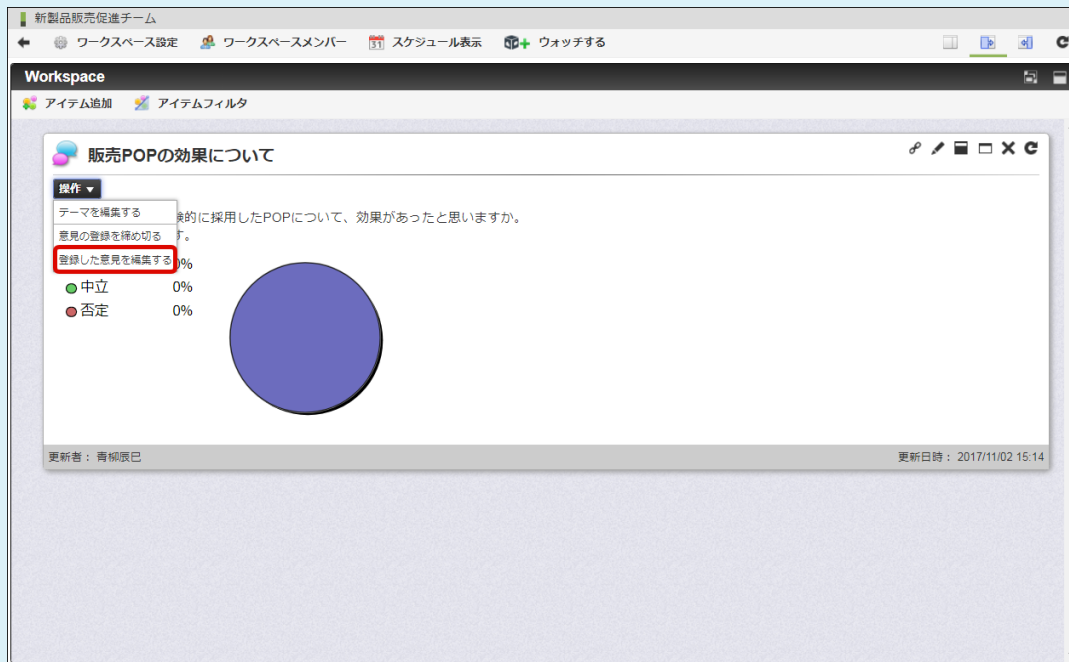 新製品販売促進チーム
ワークスペース設定 ワークスペースメンバー 31 スケジュール表示 ウォッチする
Workspace
アイテム追加 アイテムフィルタ
販売POPの効果について
操作 ▼
テーマを編集する
的に採用したPOPについて、効果があったと思いますか。
意見の登録を締め切る
す。
登録した意見を編集する
0%
中立 0%
否定 0%
更新者： 青柳辰巳 更新日時： 2017/11/02 15:14